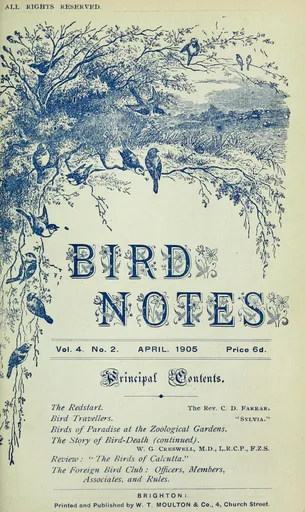 ALL RIGHTS RESERVED.
BIRD
NOTES
Vol. 4. No. 2. APRIL, 1905 Price 6d.
Principal Contents.
The Redstart. The Rev. C. D. FARRAR.
Bird Travellers. "SYLVIA."
Birds of Paradise at the Zoological Gardens.
The Story of Bird-Death (continued).
W. G. CRESWELL, M.D., L.R.C.P., F.Z.S.
Review: "The Birds of Calcutta."
The Foreign Bird Club: Officers, Members,
Associates, and Rules.
BRIGHTON:
Printed and Published by W. T. MOULTON & Co., 4, Church Street.